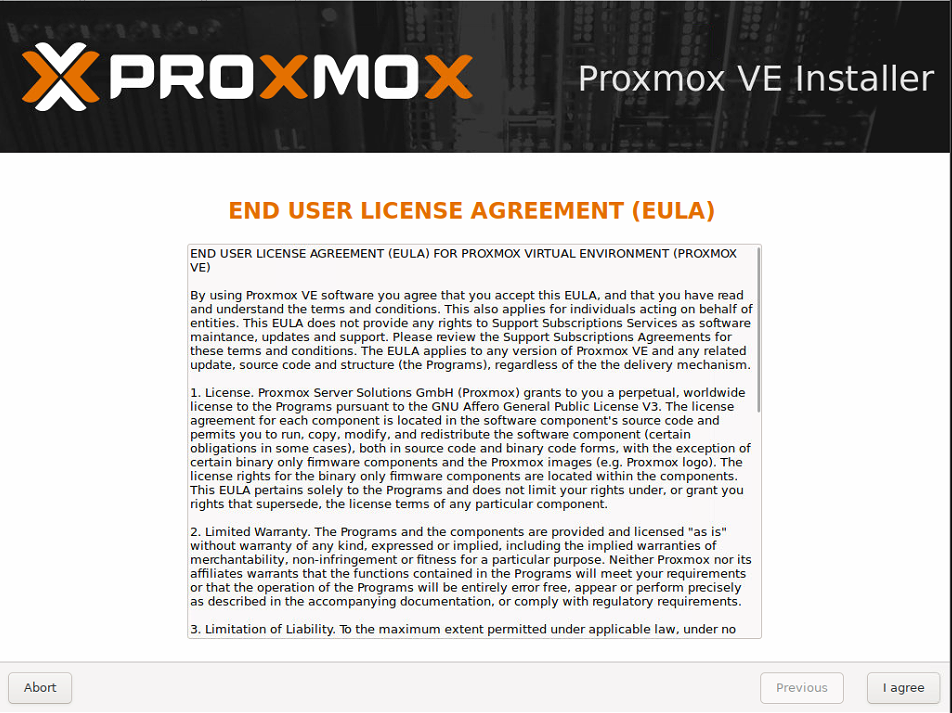 PROXMOX
Proxmox VE Installer
END USER LICENSE AGREEMENT (EULA)
END USER LICENSE AGREEMENT (EULA) FOR PROXMOX VIRTUAL ENVIRONMENT (PROXMOX
VE)
By using Proxmox VE software you agree that you accept this EULA, and that you have read
and understand the terms and conditions. This also applies for individuals acting on behalf of
entities. This EULA does not provide any rights to Support Subscriptions Services as software
maintance, updates and support. Please review the Support Subscriptions Agreements for
these terms and conditions. The EULA applies to any version of Proxmox VE and any related
update, source code and structure (the Programs), regardless of the the delivery mechanism.
1. License. Proxmox Server Solutions GmbH (Proxmox) grants to you a perpetual, worldwide
license to the Programs pursuant to the GNU Affero General Public License V3. The license
agreement for each component is located in the software component's source code and
permits you to run, copy, modify, and redistribute the software component (certain
obligations in some cases), both in source code and binary code forms, with the exception of
certain binary only firmware components and the Proxmox images (e.g. Proxmox logo). The
license rights for the binary only firmware components are located within the components.
This EULA pertains solely to the Programs and does not limit your rights under, or grant you
rights that supersede, the license terms of any particular component.
2. Limited Warranty. The Programs and the components are provided and licensed "as is"
without warranty of any kind, expressed or implied, including the implied warranties of
merchantability, non-infringement or fitness for a particular purpose. Neither Proxmox nor its
affiliates warrants that the functions contained in the Programs will meet your requirements
or that the operation of the Programs will be entirely error free, appear or perform precisely
as described in the accompanying documentation, or comply with regulatory requirements.
3. Limitation of Liability. To the maximum extent permitted under applicable law, under no
Abort
Previous
I agree